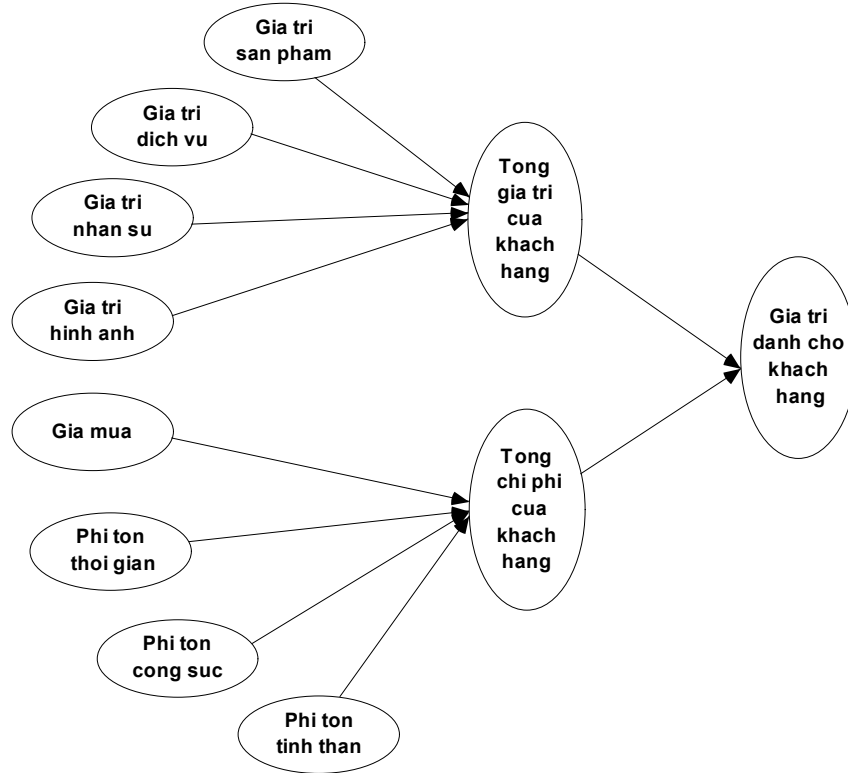 Gia tri
san pham
Gia tri
dich vu
Gia tri
nhan su
Gia tri
hinh anh
Tong
gia tri
cua
khach
hang
Gia tri
danh cho
khach
hang
Gia mua
Phi ton
thoi gian
Phi ton
cong suc
Phi ton
tinh than
Tong
chi phi
cua
khach
hang